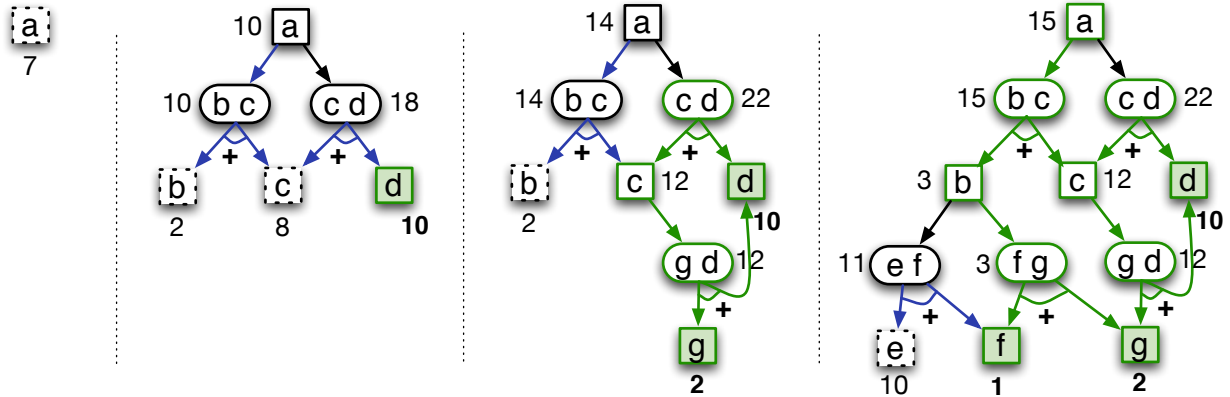 a
7
10 a
10 b c c d 18
+ +
b c d
2 8 10
14 a
14 b c c d 22
+ +
b c 12 d
2 10
g d 12
+
g
2
15 a
15 b c c d 22
+ +
3 b c 12 d
10
11 e f 3 f g g d 12
+ + +
e f g
10 1 2